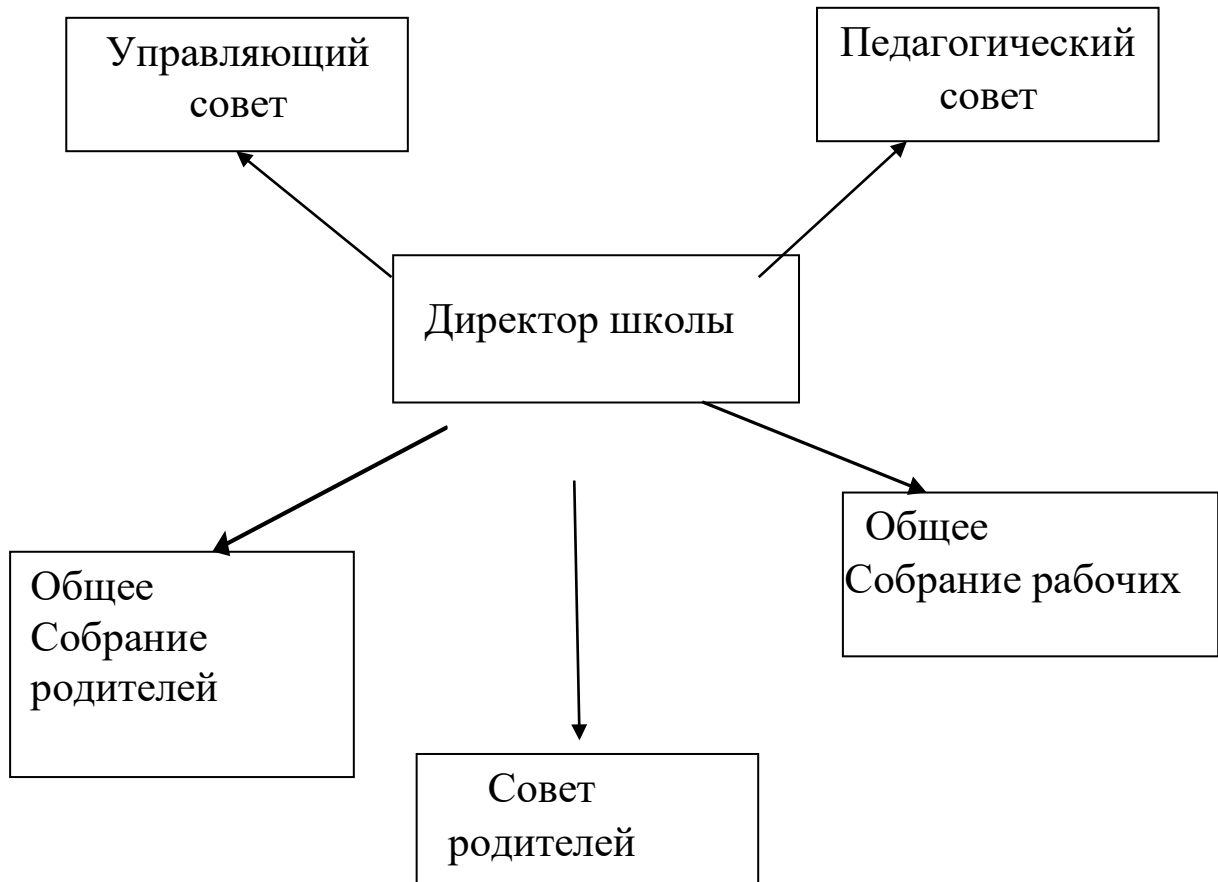 Управляющий
совет
Педагогический
совет
Директор школы
Общее
Собрание рабочих
Общее
Собрание
родителей
Совет
родителей